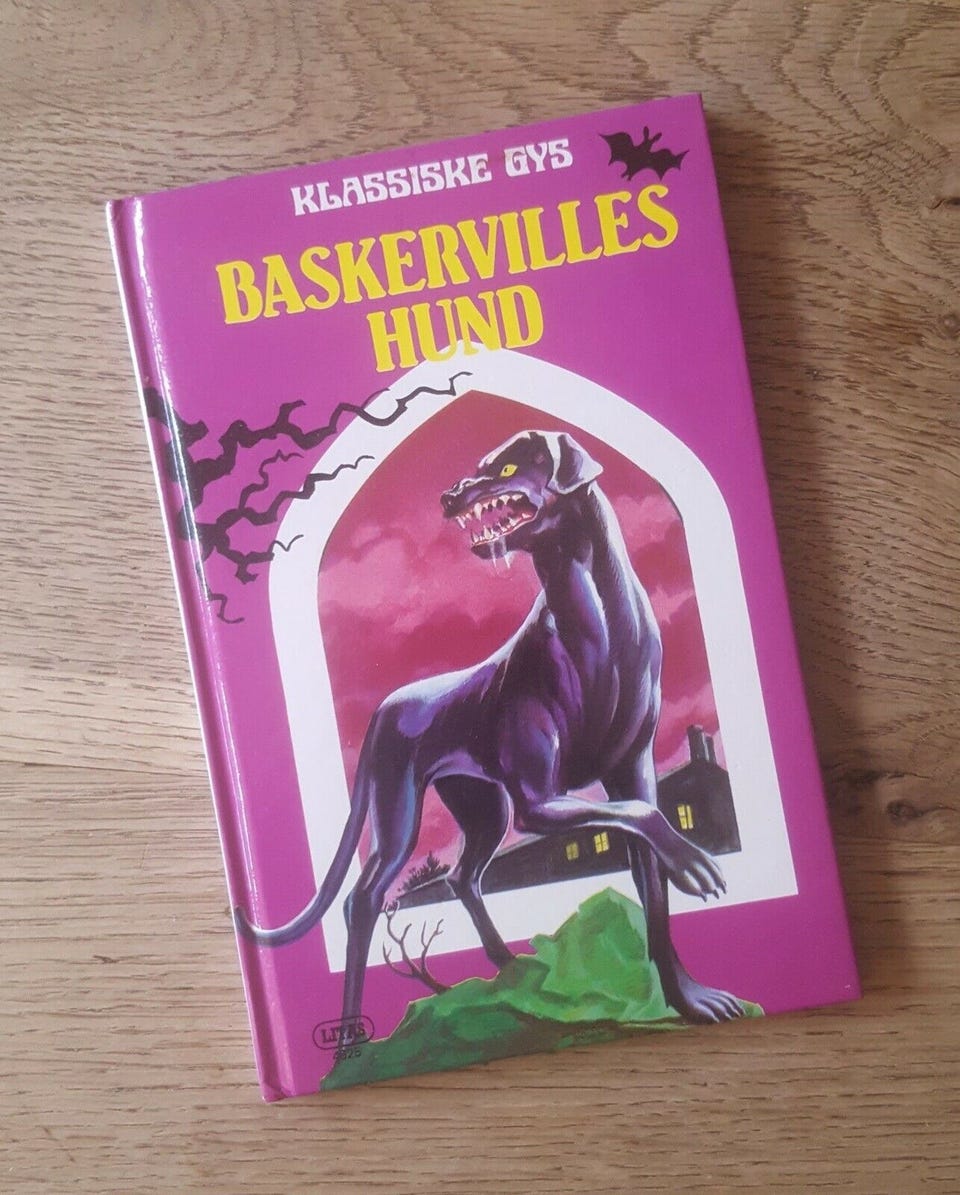 KLASSISKE GYS
BASKERVILLES
HUND
LITAS